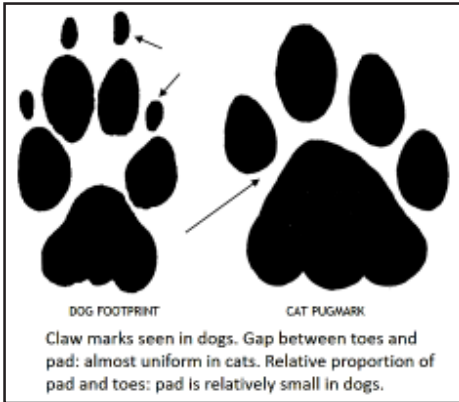 DOG FOOTPRINT
CAT PUGMARK
Claw marks seen in dogs. Gap between toes and
pad: almost uniform in cats. Relative proportion of
pad and toes: pad is relatively small in dogs.